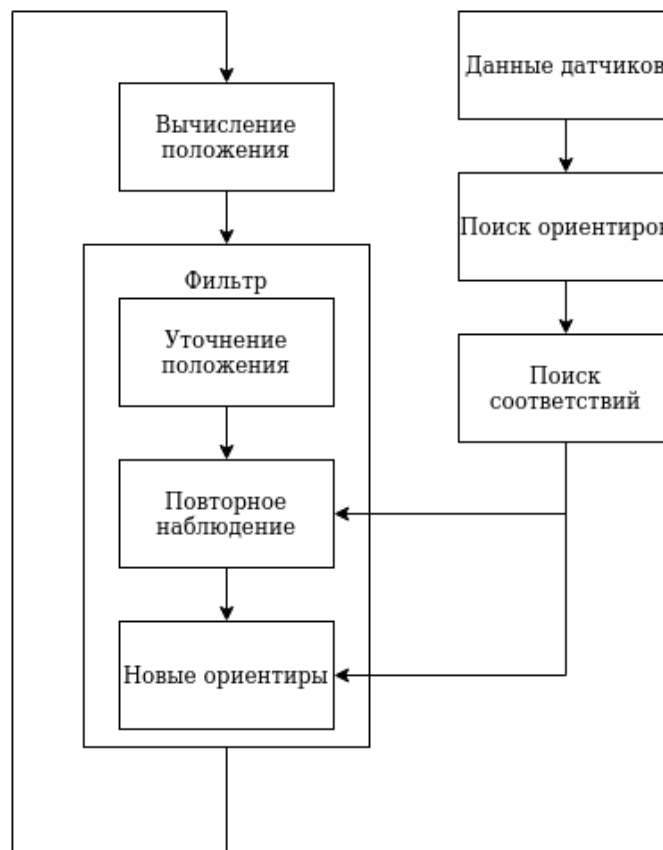 Данные датчиков
Вычисление
положения
Поиск ориентиров
Фильтр
Уточнение
положения
Поиск
соответствий
Повторное
наблюдение
Новые ориентиры